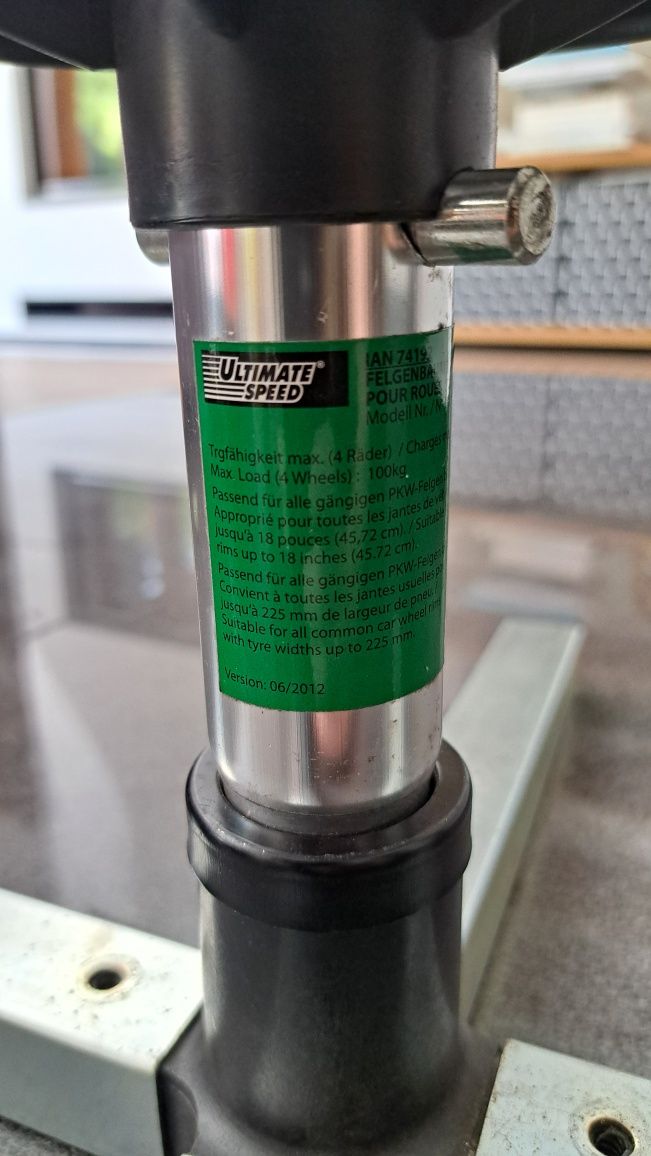 ULTIMATE SPEED®
IAN 7419
FELGENBA
POUR ROUE
Modell Nr. /
Trgfähigkeit max. (4 Räder) / Charges
Max. Load (4 Wheels) : 100kg
Passend für alle gängigen PKW-Felgen
Approprié pour toutes les jantes de vé
jusqu'à 18 pouces (45,72 cm). / Suitable
rims up to 18 inches (45.72 cm).
Passend für alle gängigen PKW-Felgen
Convient à toutes les jantes usuelles p
jusqu'à 225 mm de largeur de pneu.
Suitable for all common car wheel rims
with tyre widths up to 225 mm.
Version: 06/2012